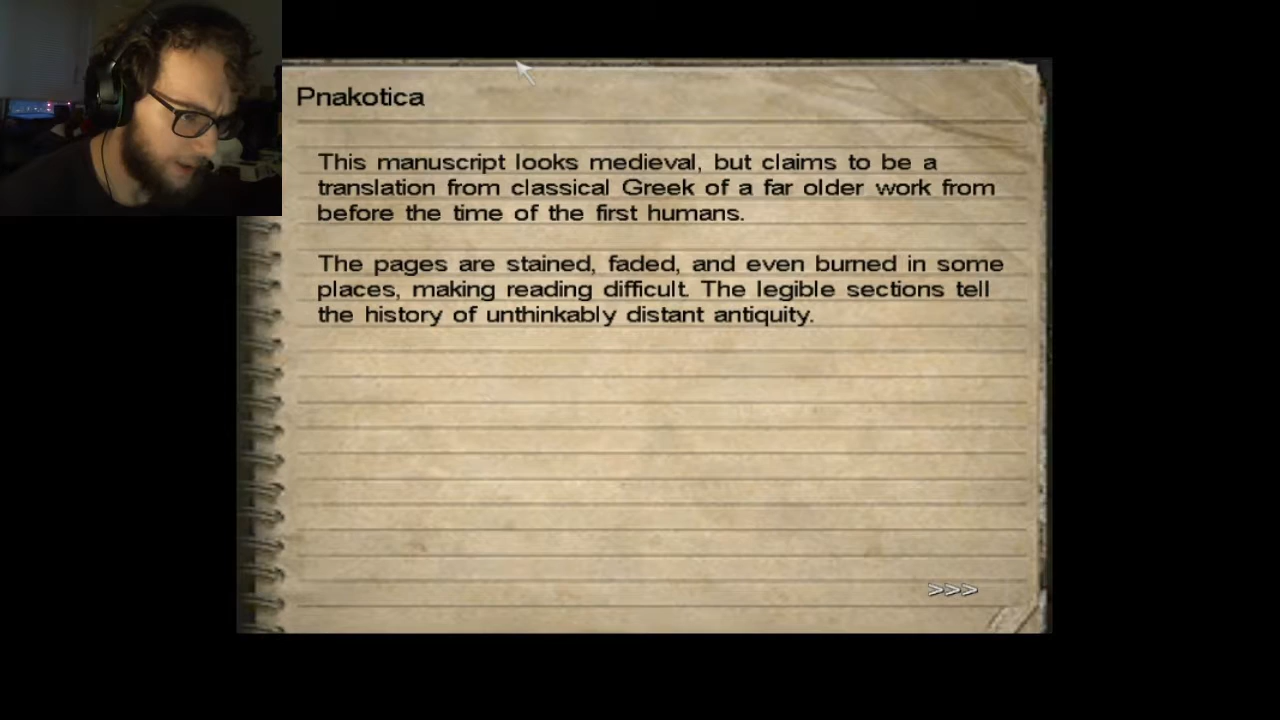 Pnakotica
This manuscript looks medieval, but claims to be a
translation from classical Greek of a far older work from
before the time of the first humans.
The pages are stained, faded, and even burned in some
places, making reading difficult. The legible sections tell
the history of unthinkably distant antiquity.
>>>